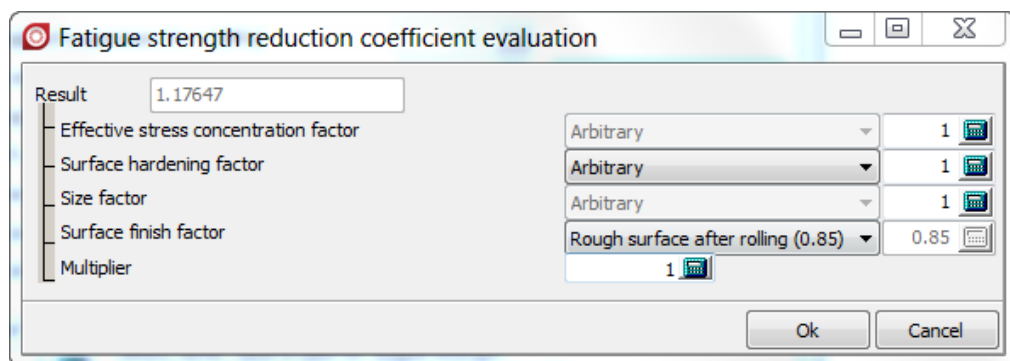 Fatigue strength reduction coefficient evaluation
Result 1.17647
Effective stress concentration factor Arbitrary 1
Surface hardening factor Arbitrary 1
Size factor Arbitrary 1
Surface finish factor Rough surface after rolling (0.85) 0.85
Multiplier 1
Ok Cancel